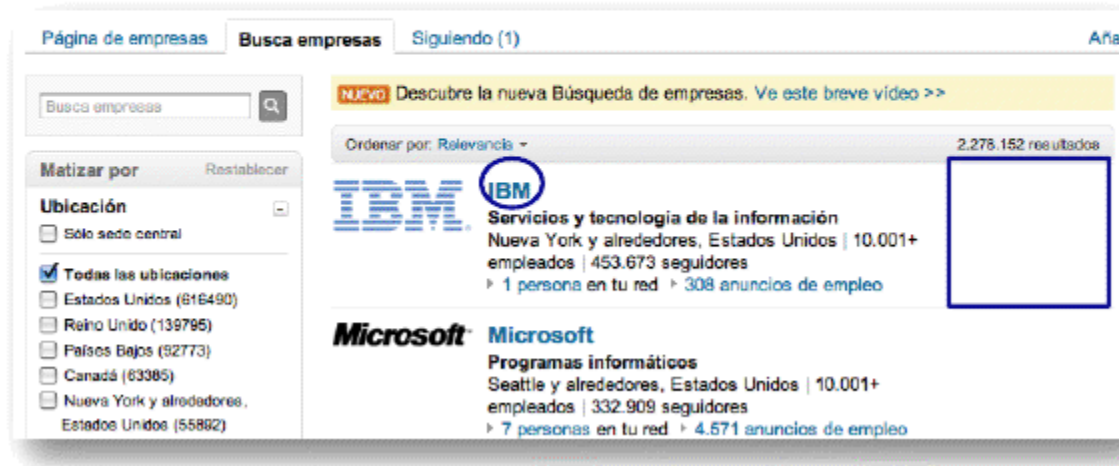 Página de empresas Busca empresas Siguiendo (1) Aña
Busca empresas
NUEVO Descubre la nueva Búsqueda de empresas. Ve este breve vídeo >>
Ordenar por: Relevancia 2.278.152 resultados
Matizar por Restablecer
Ubicación
Sólo sede central
Todas las ubicaciones
Estados Unidos (616490)
Reino Unido (139795)
Países Bajos (92773)
Canadá (63385)
Nueva York y alrededores,
Estados Unidos (55892)
IBM IBM
Servicios y tecnología de la información
Nueva York y alrededores, Estados Unidos | 10.001+
empleados | 453.673 seguidores
1 persona en tu red 308 anuncios de empleo
Microsoft Microsoft
Programas informáticos
Seattle y alrededores, Estados Unidos | 10.001+
empleados | 332.909 seguidores
7 personas en tu red 4.571 anuncios de empleo